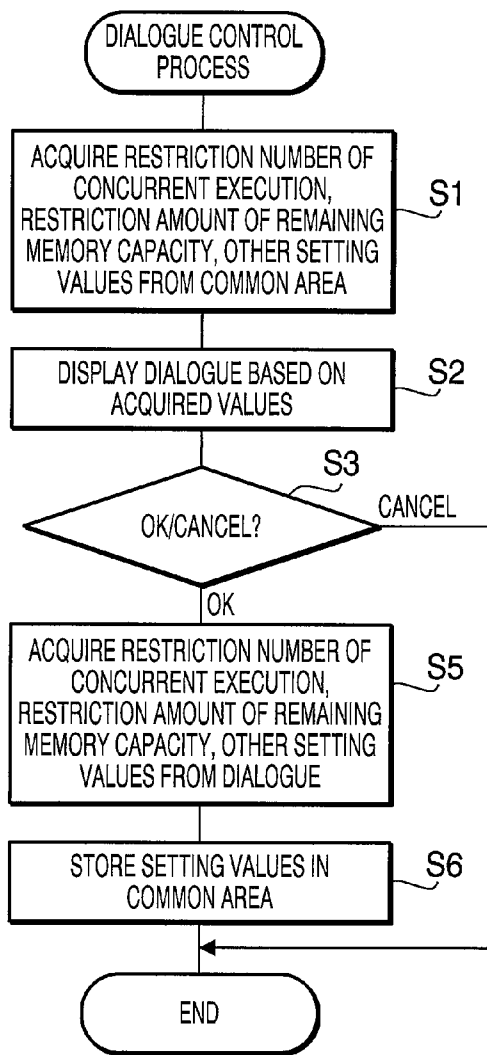 DIALOGUE CONTROL
PROCESS
ACQUIRE RESTRICTION NUMBER OF
CONCURRENT EXECUTION,
RESTRICTION AMOUNT OF REMAINING
MEMORY CAPACITY, OTHER SETTING
VALUES FROM COMMON AREA
S1
DISPLAY DIALOGUE BASED ON
ACQUIRED VALUES
S2
S3
OK/CANCEL?
CANCEL
OK
ACQUIRE RESTRICTION NUMBER OF
CONCURRENT EXECUTION,
RESTRICTION AMOUNT OF REMAINING
MEMORY CAPACITY, OTHER SETTING
VALUES FROM DIALOGUE
S5
STORE SETTING VALUES IN
COMMON AREA
S6
END